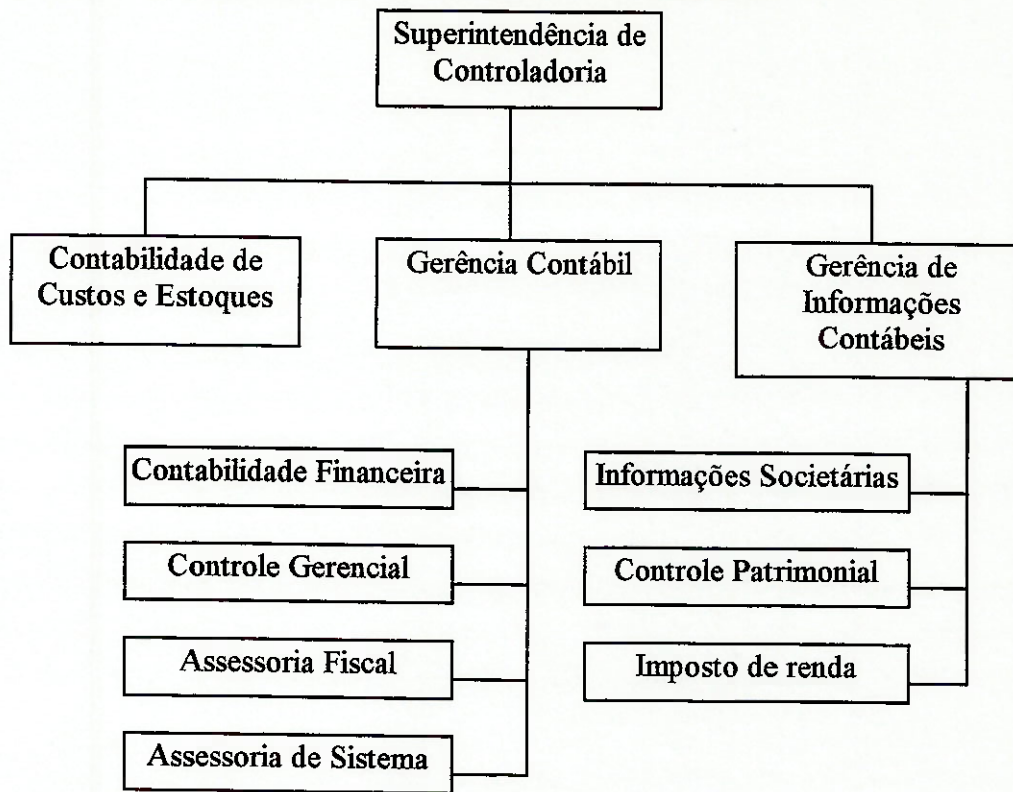 Superintendência de
Controladoria
Contabilidade de
Custos e Estoques
Gerência Contábil
Gerência de
Informações
Contábeis
Contabilidade Financeira
Controle Gerencial
Assessoria Fiscal
Assessoria de Sistema
Informações Societárias
Controle Patrimonial
Imposto de renda